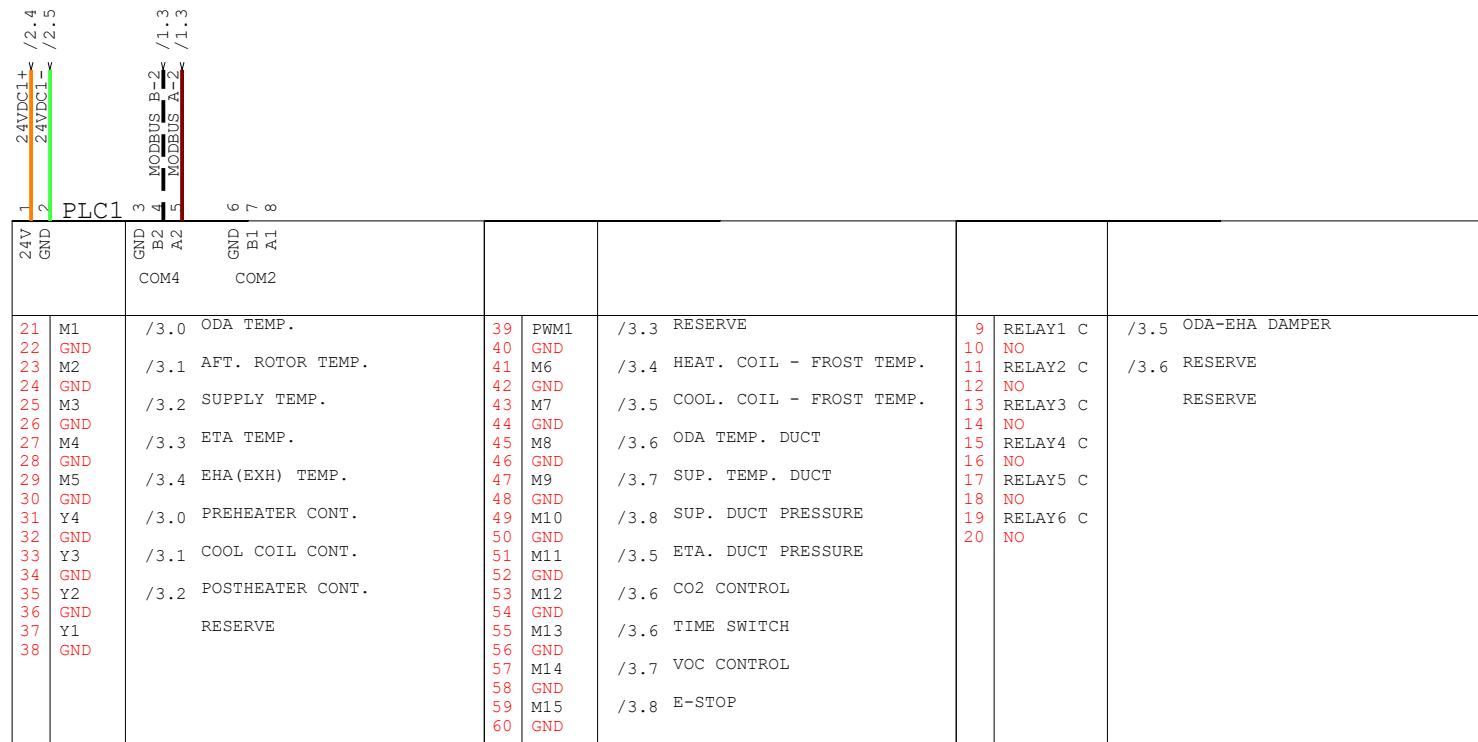 /2.4
/2.5
/1.3
/1.3
24VDC1+
24VDC1-
MODBUS B-2
MODBUS A-2
1 2 PLC1 3 4 5 6 7 8
24V GND GND B2 A2 GND B1 A1
COM4 COM2
21 M1 /3.0 ODA TEMP.
22 GND
23 M2 /3.1 AFT. ROTOR TEMP.
24 GND
25 M3 /3.2 SUPPLY TEMP.
26 GND
27 M4 /3.3 ETA TEMP.
28 GND
29 M5 /3.4 EHA(EXH) TEMP.
30 GND
31 Y4 /3.0 PREHEATER CONT.
32 GND
33 Y3 /3.1 COOL COIL CONT.
34 GND
35 Y2 /3.2 POSTHEATER CONT.
36 GND
37 Y1 RESERVE
38 GND
39 PWM1 /3.3 RESERVE
40 GND
41 M6 /3.4 HEAT. COIL - FROST TEMP.
42 GND
43 M7 /3.5 COOL. COIL - FROST TEMP.
44 GND
45 M8 /3.6 ODA TEMP. DUCT
46 GND
47 M9 /3.7 SUP. TEMP. DUCT
48 GND
49 M10 /3.8 SUP. DUCT PRESSURE
50 GND
51 M11 /3.5 ETA. DUCT PRESSURE
52 GND
53 M12 /3.6 CO2 CONTROL
54 GND
55 M13 /3.6 TIME SWITCH
56 GND
57 M14 /3.7 VOC CONTROL
58 GND
59 M15 /3.8 E-STOP
60 GND
9 RELAY1 C /3.5 ODA-EHA DAMPER
10 NO
11 RELAY2 C /3.6 RESERVE
12 NO
13 RELAY3 C RESERVE
14 NO
15 RELAY4 C
16 NO
17 RELAY5 C
18 NO
19 RELAY6 C
20 NO